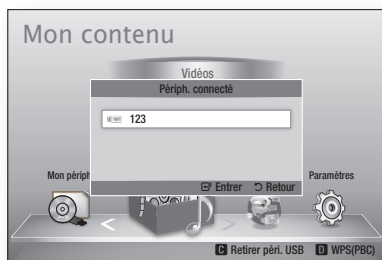 Mon contenu
Vidéos
Périph. connecté
123
Mon périph
Paramètres
Entrer Retour
C Retirer péri. USB D WPS(PBC)